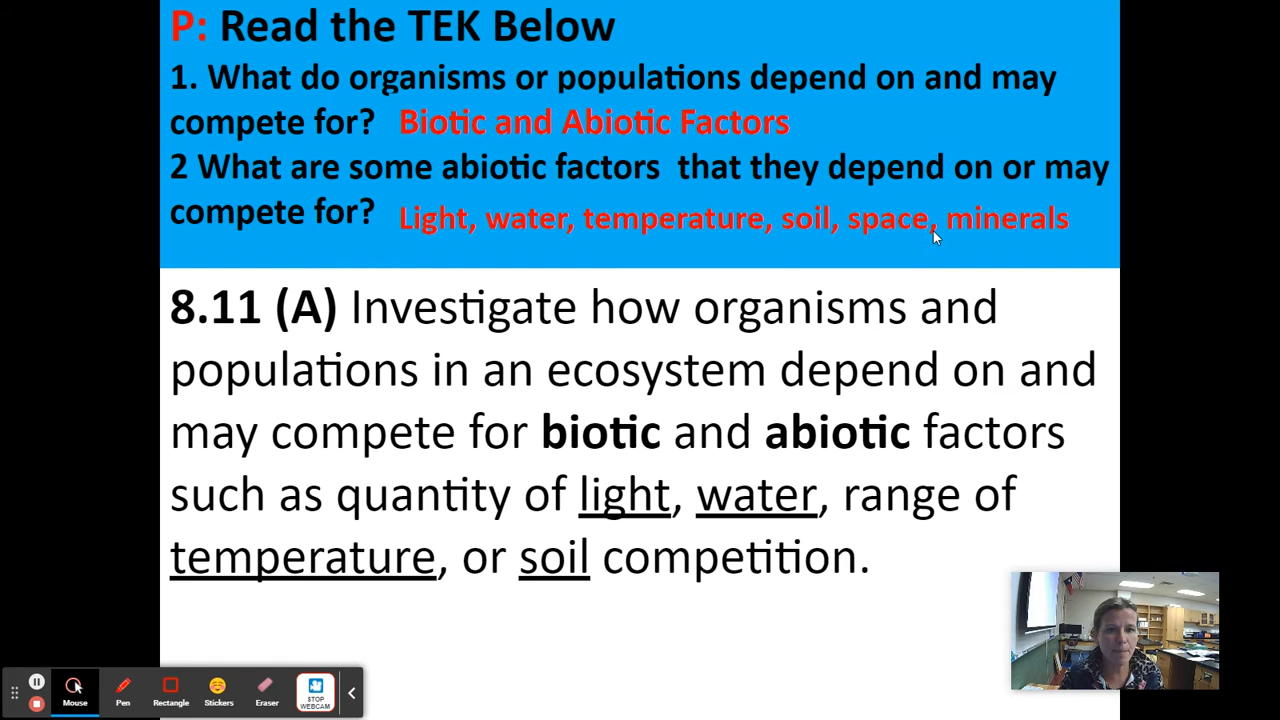 P: Read the TEK Below
1. What do organisms or populations depend on and may
compete for? Biotic and Abiotic Factors
2 What are some abiotic factors that they depend on or may
compete for? Light, water, temperature, soil, space, minerals
8.11 (A) Investigate how organisms and
populations in an ecosystem depend on and
may compete for biotic and abiotic factors
such as quantity of light, water, range of
temperature, or soil competition.
Mouse
Pen
Rectangle
Stickers
Eraser
STOP
WEBCAM